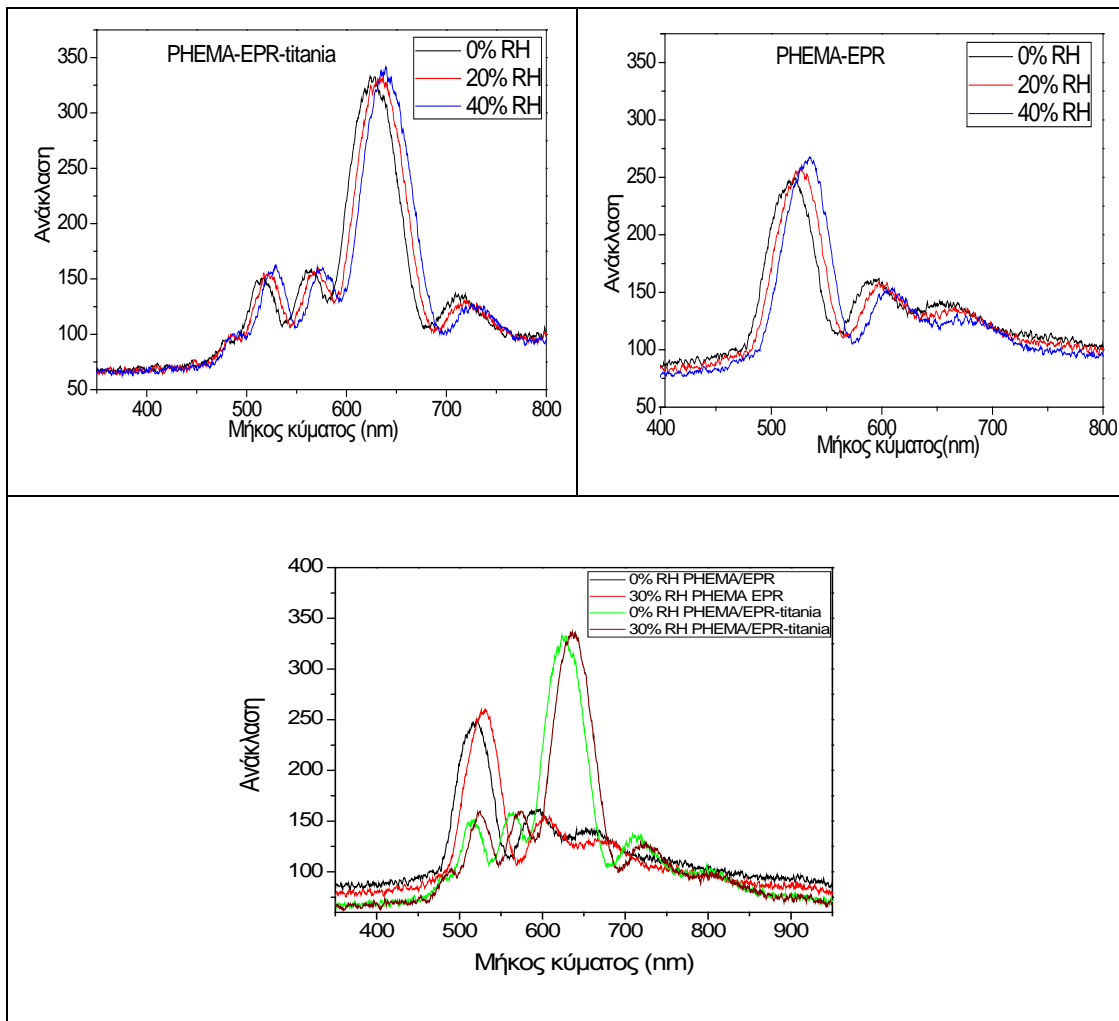 PHEMA-EPR-titania
0% RH
20% RH
40% RH
350
300
250
200
150
100
50
Ανάκλαση
400 500 600 700 800
Μήκος κύματος (nm)
PHEMA-EPR
0% RH
20% RH
40% RH
350
300
250
200
150
100
50
Ανάκλαση
400 500 600 700 800
Μήκος κύματος(nm)
0% RH PHEMA/EPR
30% RH PHEMA EPR
0% RH PHEMA/EPR-titania
30% RH PHEMA/EPR-titania
400
350
300
250
200
150
100
Ανάκλαση
400 500 600 700 800 900
Μήκος κύματος (nm)